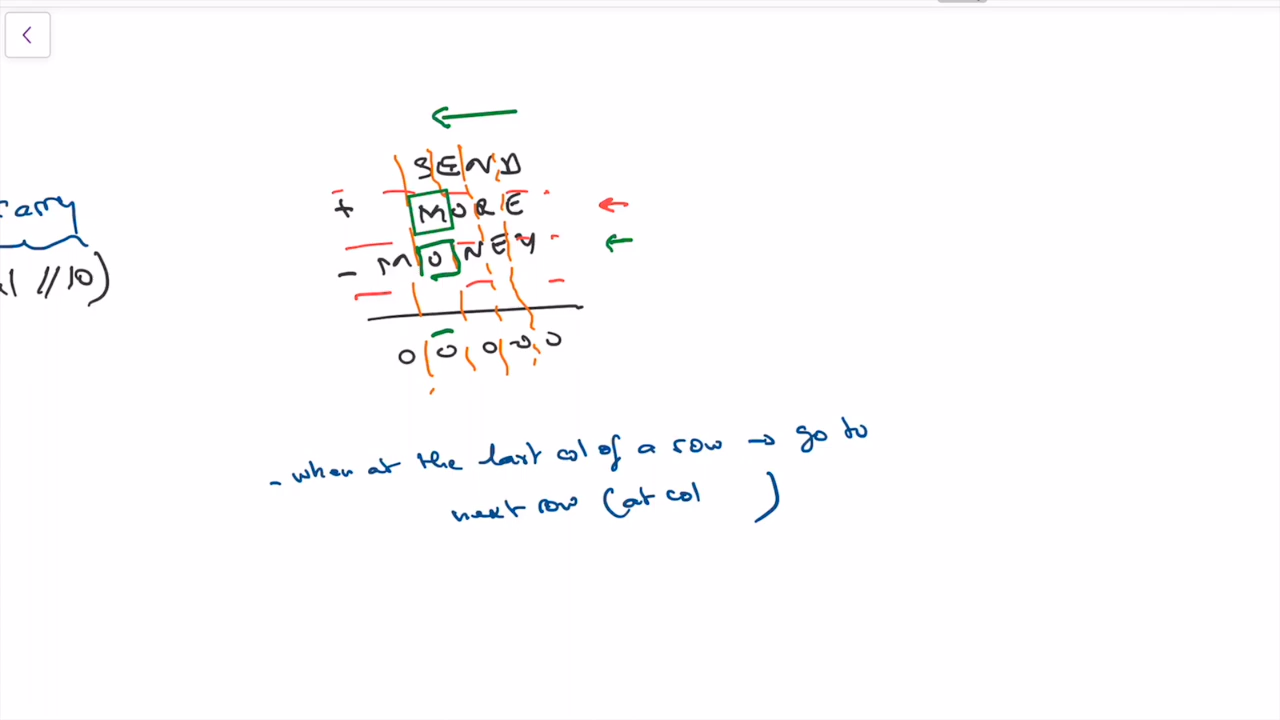 SEND
+ MORE
- MONEY
0 0 0 0 0
carry
//10)
- when at the last col of a row → go to
next row (at col )